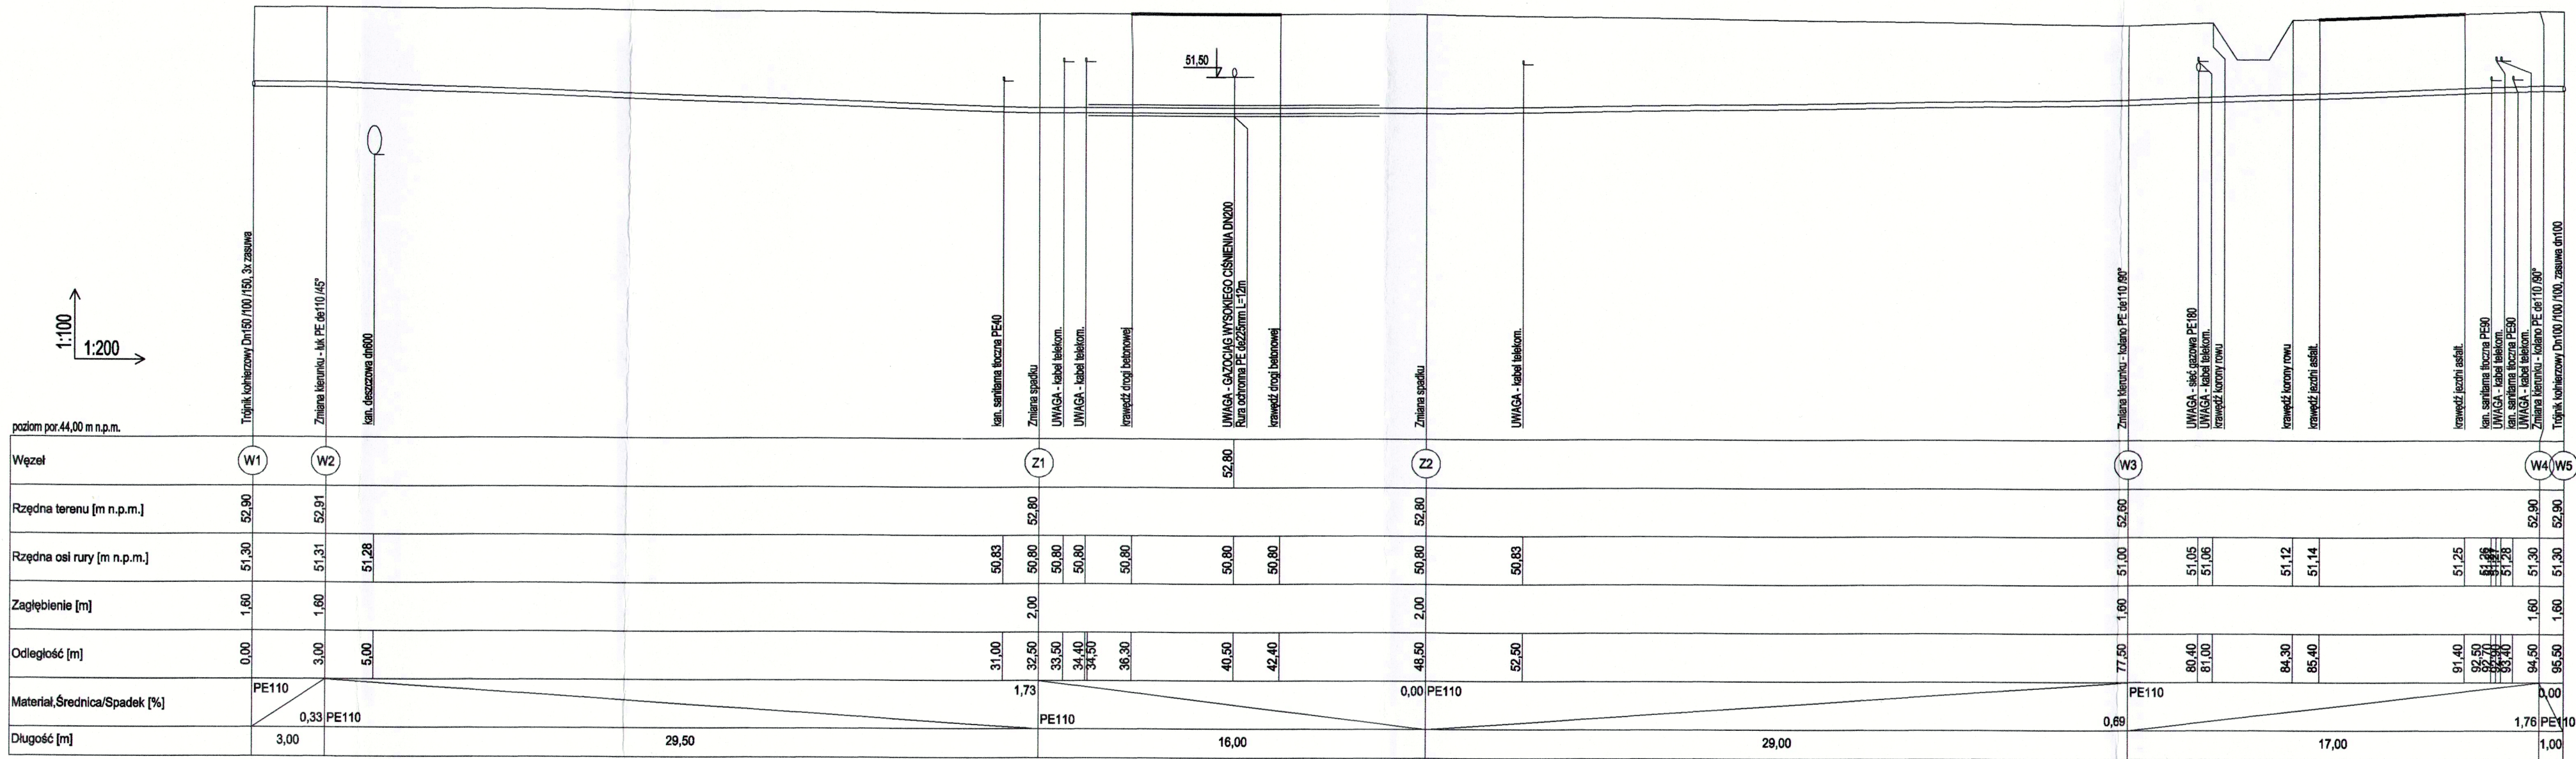 51,50
1:100
1:200
Trójnik kołnierzowy Dn150 /100 /150, 3x zasuwa
Zmiana kierunku - łuk PE de110 /45°
kan. deszczowa dn600
kan. sanitarna tłoczna PE40
Zmiana spadku
UWAGA - kabel telekom.
UWAGA - kabel telekom.
krawędź drogi betonowej
UWAGA - GAZOCIĄG WYSOKIEGO CIŚNIENIA DN200
Rura ochronna PE de225mm L=12m
krawędź drogi betonowej
Zmiana spadku
UWAGA - kabel telekom.
Zmiana kierunku - kolano PE de110 /90°
UWAGA - sieć gazowa PE180
UWAGA - kabel telekom.
krawędź korony rowu
krawędź korony rowu
krawędź jezdni asfalt.
krawędź jezdni asfalt.
kan. sanitarna tłoczna PE90
UWAGA - kabel telekom.
kan. sanitarna tłoczna PE90
UWAGA - kabel telekom.
Zmiana kierunku - kolano PE de110 /90°
Trójnik kołnierzowy Dn100 /100 /100, zasuwa dn100
poziom por.44,00 m n.p.m.
Węzeł W1 W2 Z1 52,80 Z2 W3 W4 W5
Rzędna terenu [m n.p.m.] 52,90 52,91 52,80 52,80 52,60 52,90 52,90
Rzędna osi rury [m n.p.m.] 51,30 51,31 51,28 50,83 50,80 50,80 50,80 50,80 50,80 50,80 50,80 50,83 51,00 51,05 51,06 51,12 51,14 51,25 51,26 51,28 51,30 51,30
Zagłębienie [m] 1,60 1,60 2,00 2,00 1,60 1,60 1,60
Odległość [m] 0,00 3,00 5,00 31,00 32,50 33,50 34,40 34,50 36,30 40,50 42,40 48,50 52,50 77,50 80,40 81,00 84,30 85,40 91,40 92,50 92,70 92,90 93,40 94,50 95,50
Materiał,Średnica/Spadek [%] PE110 0,33 PE110 1,73 PE110 0,00 PE110 0,69 PE110 1,76 PE110 0,00
Długość [m] 3,00 29,50 16,00 29,00 17,00 1,00